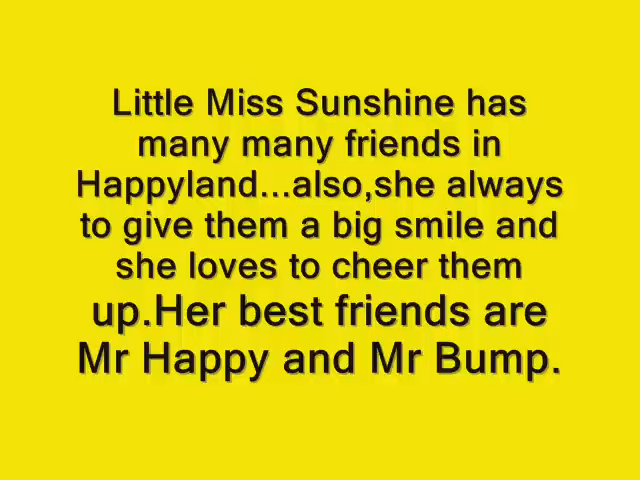 Little Miss Sunshine has
many many friends in
Happyland...also,she always
to give them a big smile and
she loves to cheer them
up.Her best friends are
Mr Happy and Mr Bump.